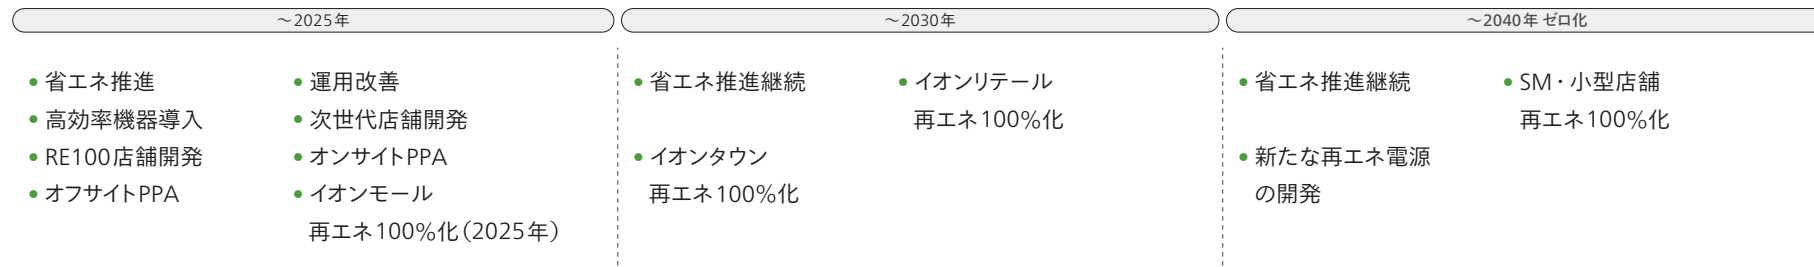 ～2025年
• 省エネ推進
• 高効率機器導入
• RE100店舗開発
• オフサイトPPA
• 運用改善
• 次世代店舗開発
• オンサイトPPA
• イオンモール
再エネ100%化（2025年）
～2030年
• 省エネ推進継続
• イオンタウン
再エネ100%化
• イオンリテール
再エネ100%化
～2040年 ゼロ化
• 省エネ推進継続
• 新たな再エネ電源
の開発
• SM・小型店舗
再エネ100%化